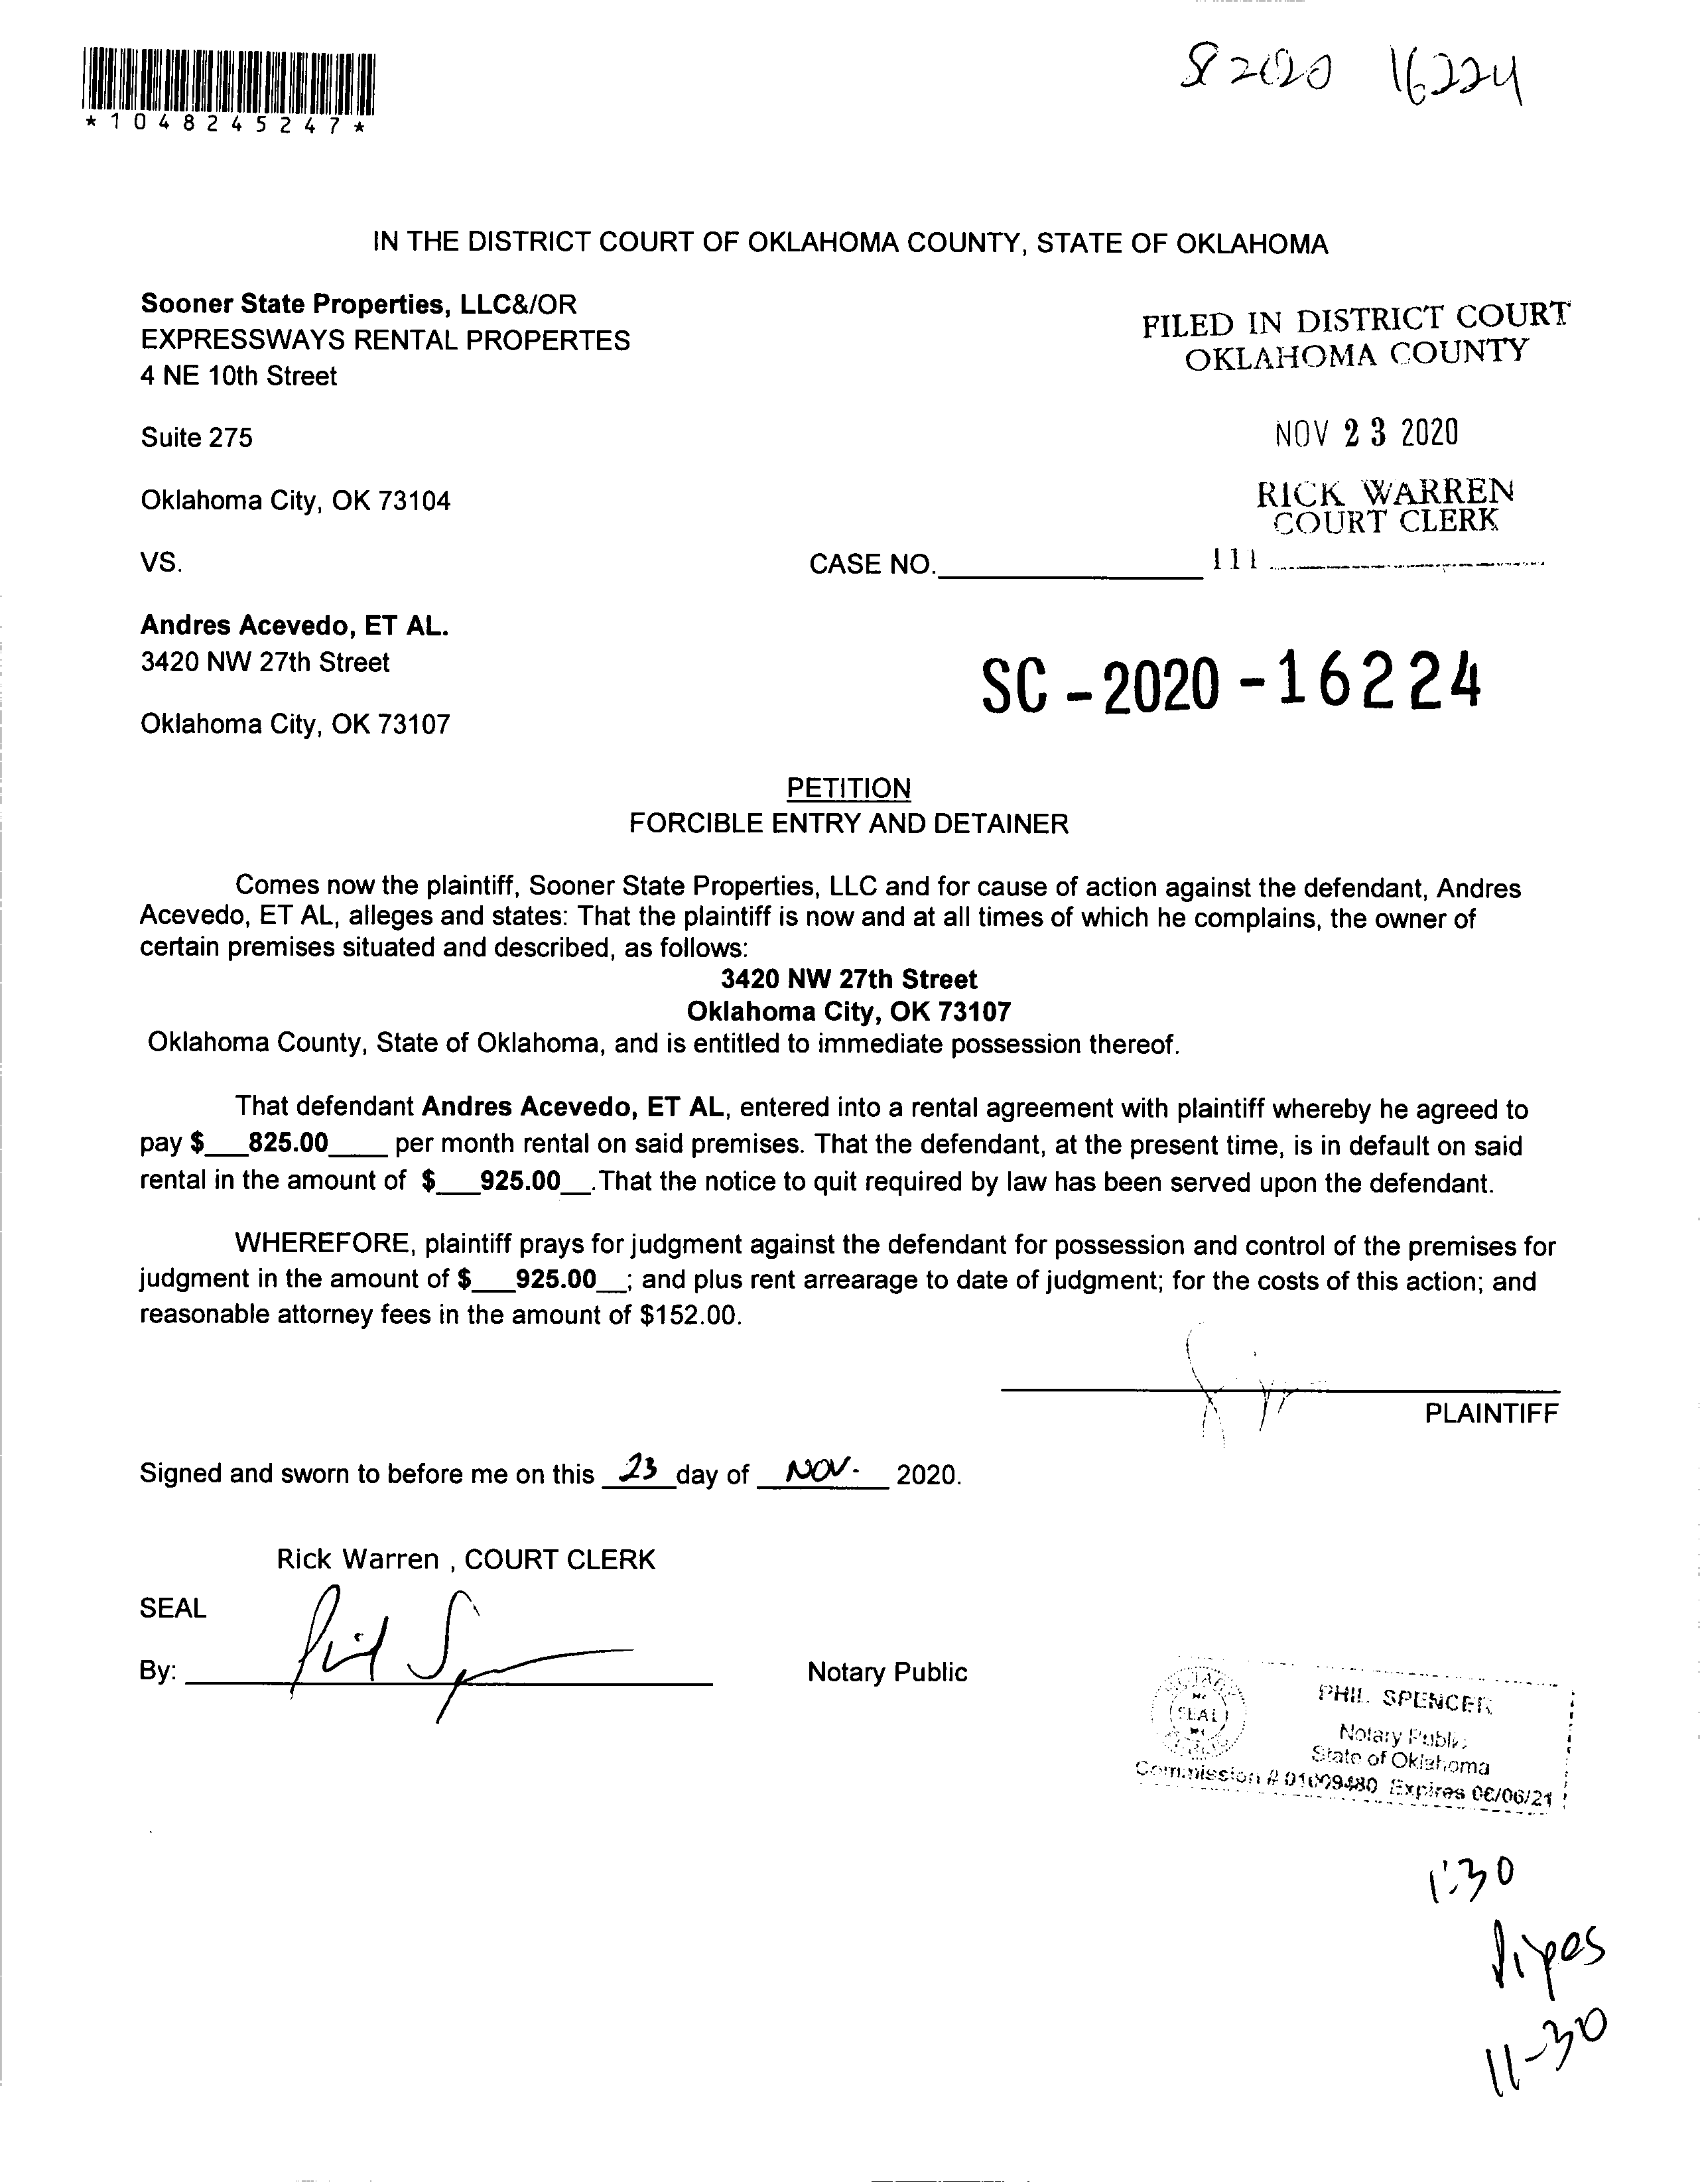 *1048245247*
2020 16224
IN THE DISTRICT COURT OF OKLAHOMA COUNTY, STATE OF OKLAHOMA
Sooner State Properties, LLC&/OR
EXPRESSWAYS RENTAL PROPERTES
4 NE 10th Street
FILED IN DISTRICT COURT
OKLAHOMA COUNTY
Suite 275
NOV 23 2020
Oklahoma City, OK 73104
RICK WARREN
COURT CLERK
VS.
CASE NO.____________ 111 ____________
Andres Acevedo, ET AL.
3420 NW 27th Street
SC-2020-16224
Oklahoma City, OK 73107
PETITION
FORCIBLE ENTRY AND DETAINER
Comes now the plaintiff, Sooner State Properties, LLC and for cause of action against the defendant, Andres
Acevedo, ET AL, alleges and states: That the plaintiff is now and at all times of which he complains, the owner of
certain premises situated and described, as follows:
3420 NW 27th Street
Oklahoma City, OK 73107
Oklahoma County, State of Oklahoma, and is entitled to immediate possession thereof.
That defendant Andres Acevedo, ET AL, entered into a rental agreement with plaintiff whereby he agreed to
pay $___825.00____ per month rental on said premises. That the defendant, at the present time, is in default on said
rental in the amount of $___925.00__.That the notice to quit required by law has been served upon the defendant.
WHEREFORE, plaintiff prays for judgment against the defendant for possession and control of the premises for
judgment in the amount of $___925.00__; and plus rent arrearage to date of judgment; for the costs of this action; and
reasonable attorney fees in the amount of $152.00.
PLAINTIFF
Signed and sworn to before me on this 23 day of NOV. 2020.
Rick Warren , COURT CLERK
SEAL
By: Notary Public
SEAL
PHIL SPENCER
Notary Public
State of Oklahoma
Commission # 01009480 Expires 06/06/21
1:30
11-30